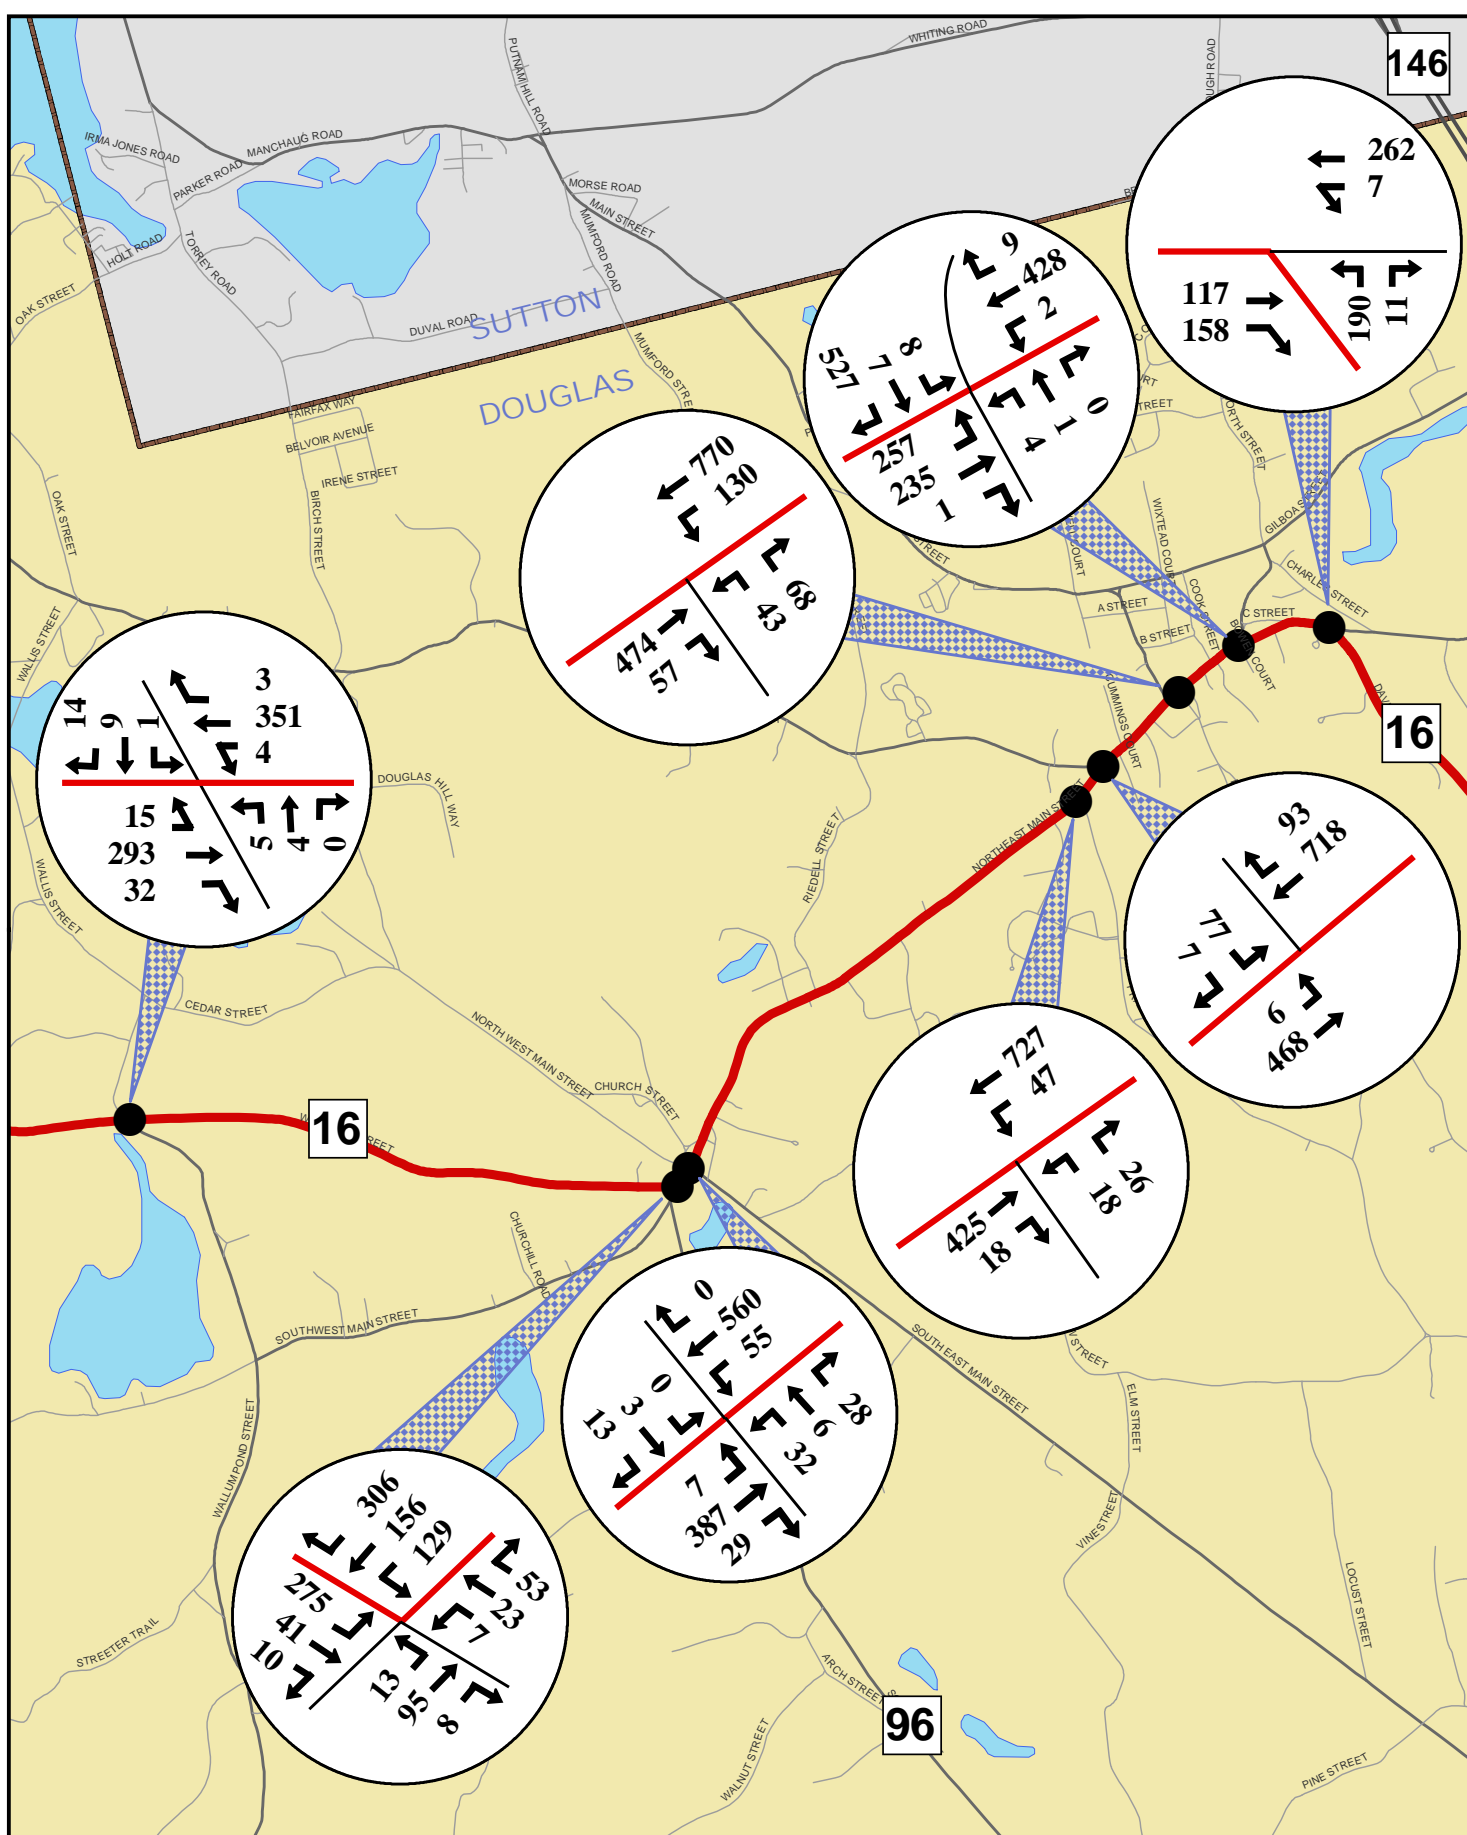 WHITING ROAD
146
PUTNAM HILL ROAD
IRMA JONES ROAD
MANCHAUG ROAD
PARKER ROAD
MORSE ROAD
MAIN STREET
MUMFORD ROAD
HOLT ROAD
TORREY ROAD
OAK STREET
DUVAL ROAD
SUTTON
DOUGLAS
262
7
117
158
190
11
9
428
2
527
7
8
257
235
1
4
1
0
FAIRFAX WAY
BELVOIR AVENUE
IRENE STREET
BIRCH STREET
OAK STREET
770
130
474
57
43
68
WIXTEAD COURT
GILBOA STREET
CHARLES STREET
A STREET
B STREET
C STREET
COOK STREET
BOWEN COURT
CUMMINGS COURT
WALLIS STREET
14
9
1
3
351
4
15
293
32
5
4
0
DOUGLAS HILL WAY
16
NORTHEAST MAIN STREET
RIEDELL STREET
93
718
77
7
6
468
WALLIS STREET
CEDAR STREET
NORTH WEST MAIN STREET
CHURCH STREET
16
727
47
425
18
18
26
CHURCHILL ROAD
SOUTHWEST MAIN STREET
0
560
55
13
3
0
7
387
29
32
6
28
SOUTH EAST MAIN STREET
ELM STREET
WALLUM POND STREET
VINE STREET
LOCUST STREET
306
156
129
275
41
10
13
95
8
7
23
53
STREETER TRAIL
ARCH STREET
96
WALNUT STREET
PINE STREET